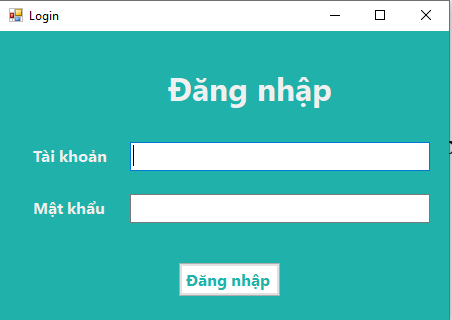 Login
Đăng nhập
Tài khoản
Mật khẩu
Đăng nhập